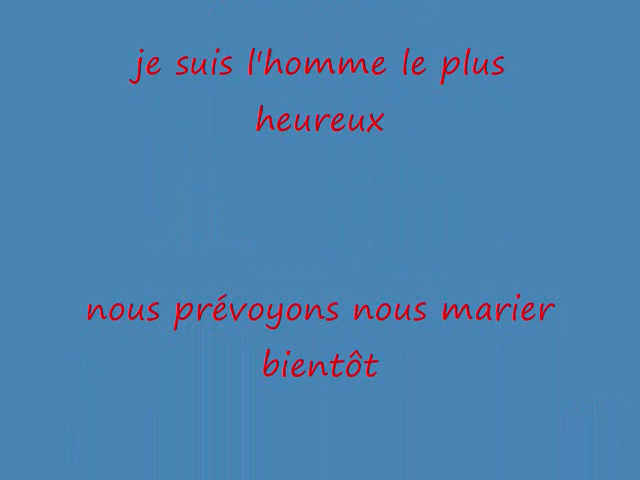 je suis l'homme le plus
heureux
nous prévoyons nous marier
bientôt